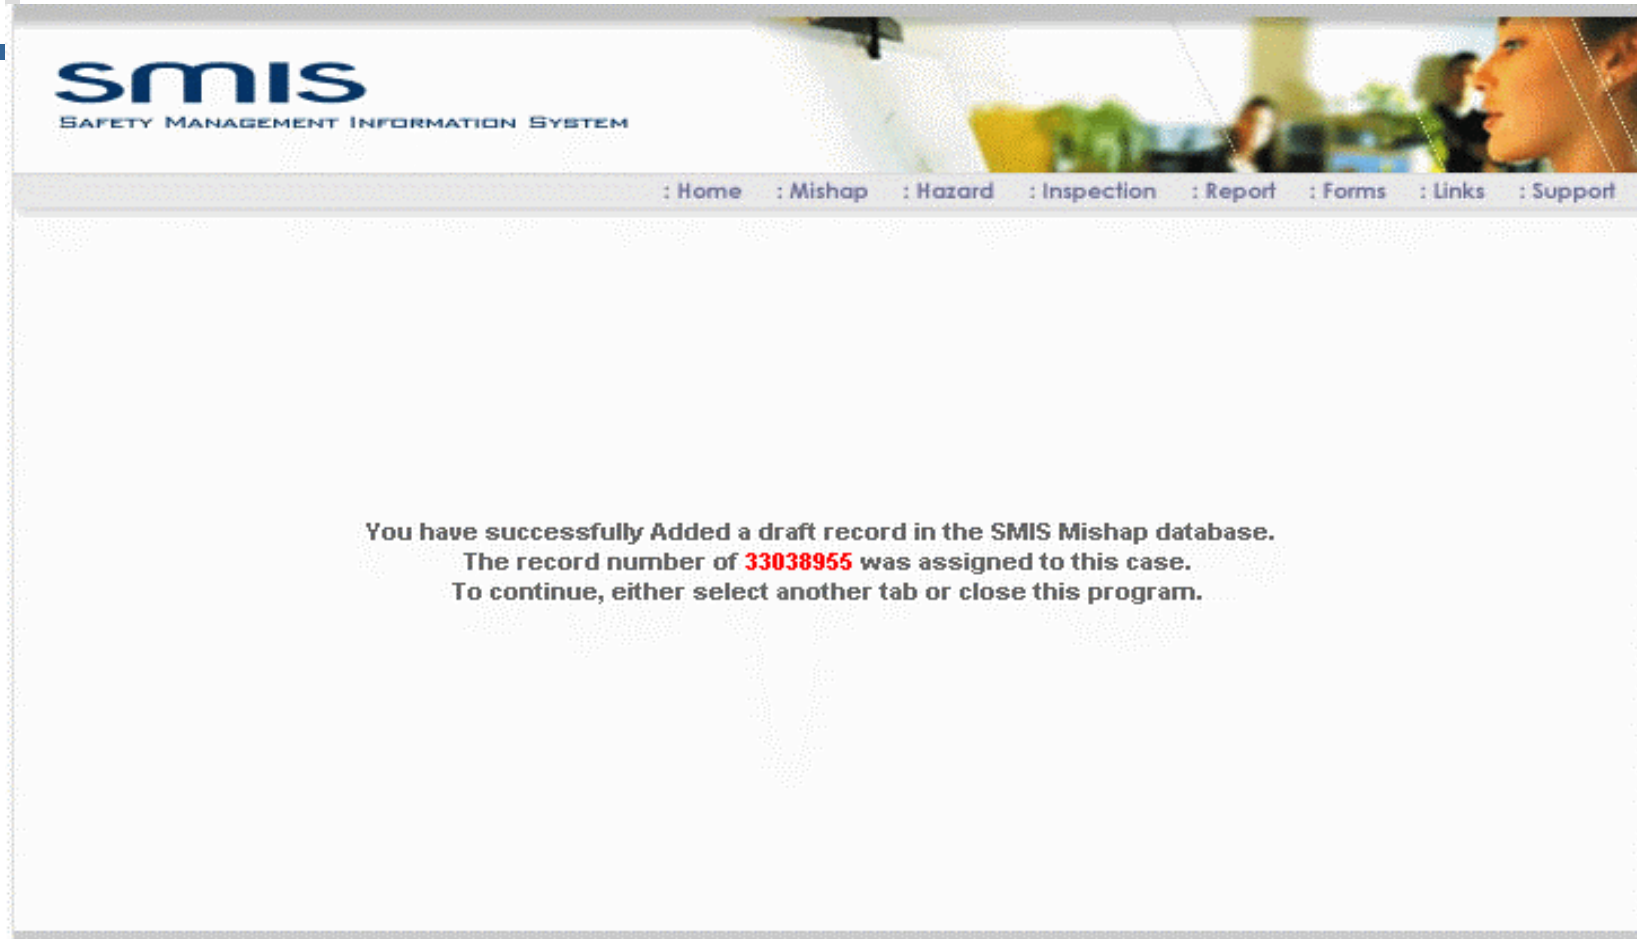 smis
SAFETY MANAGEMENT INFORMATION SYSTEM
: Home : Mishap : Hazard : Inspection : Report : Forms : Links : Support
You have successfully Added a draft record in the SMIS Mishap database.
The record number of 33038955 was assigned to this case.
To continue, either select another tab or close this program.